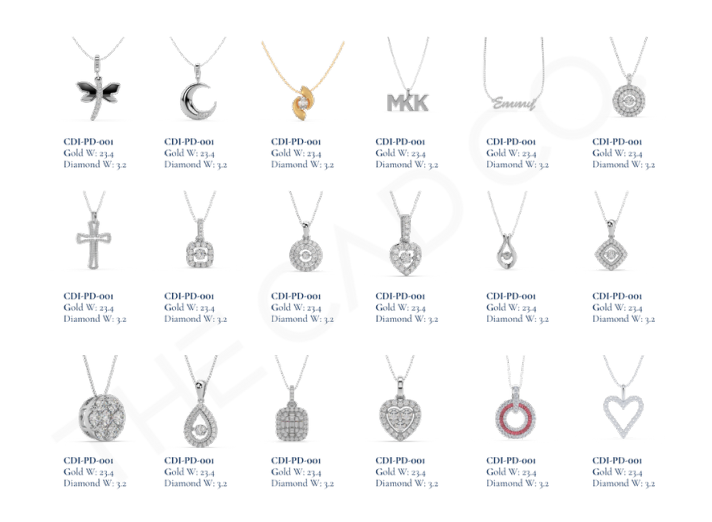 MKK
Emmy
CDI-PD-001 CDI-PD-001 CDI-PD-001 CDI-PD-001 CDI-PD-001 CDI-PD-001
Gold W: 23.4 Gold W: 23.4 Gold W: 23.4 Gold W: 23.4 Gold W: 23.4 Gold W: 23.4
Diamond W: 3.2 Diamond W: 3.2 Diamond W: 3.2 Diamond W: 3.2 Diamond W: 3.2 Diamond W: 3.2
CDI-PD-001 CDI-PD-001 CDI-PD-001 CDI-PD-001 CDI-PD-001 CDI-PD-001
Gold W: 23.4 Gold W: 23.4 Gold W: 23.4 Gold W: 23.4 Gold W: 23.4 Gold W: 23.4
Diamond W: 3.2 Diamond W: 3.2 Diamond W: 3.2 Diamond W: 3.2 Diamond W: 3.2 Diamond W: 3.2
CDI-PD-001 CDI-PD-001 CDI-PD-001 CDI-PD-001 CDI-PD-001 CDI-PD-001
Gold W: 23.4 Gold W: 23.4 Gold W: 23.4 Gold W: 23.4 Gold W: 23.4 Gold W: 23.4
Diamond W: 3.2 Diamond W: 3.2 Diamond W: 3.2 Diamond W: 3.2 Diamond W: 3.2 Diamond W: 3.2
THE CAD CO.